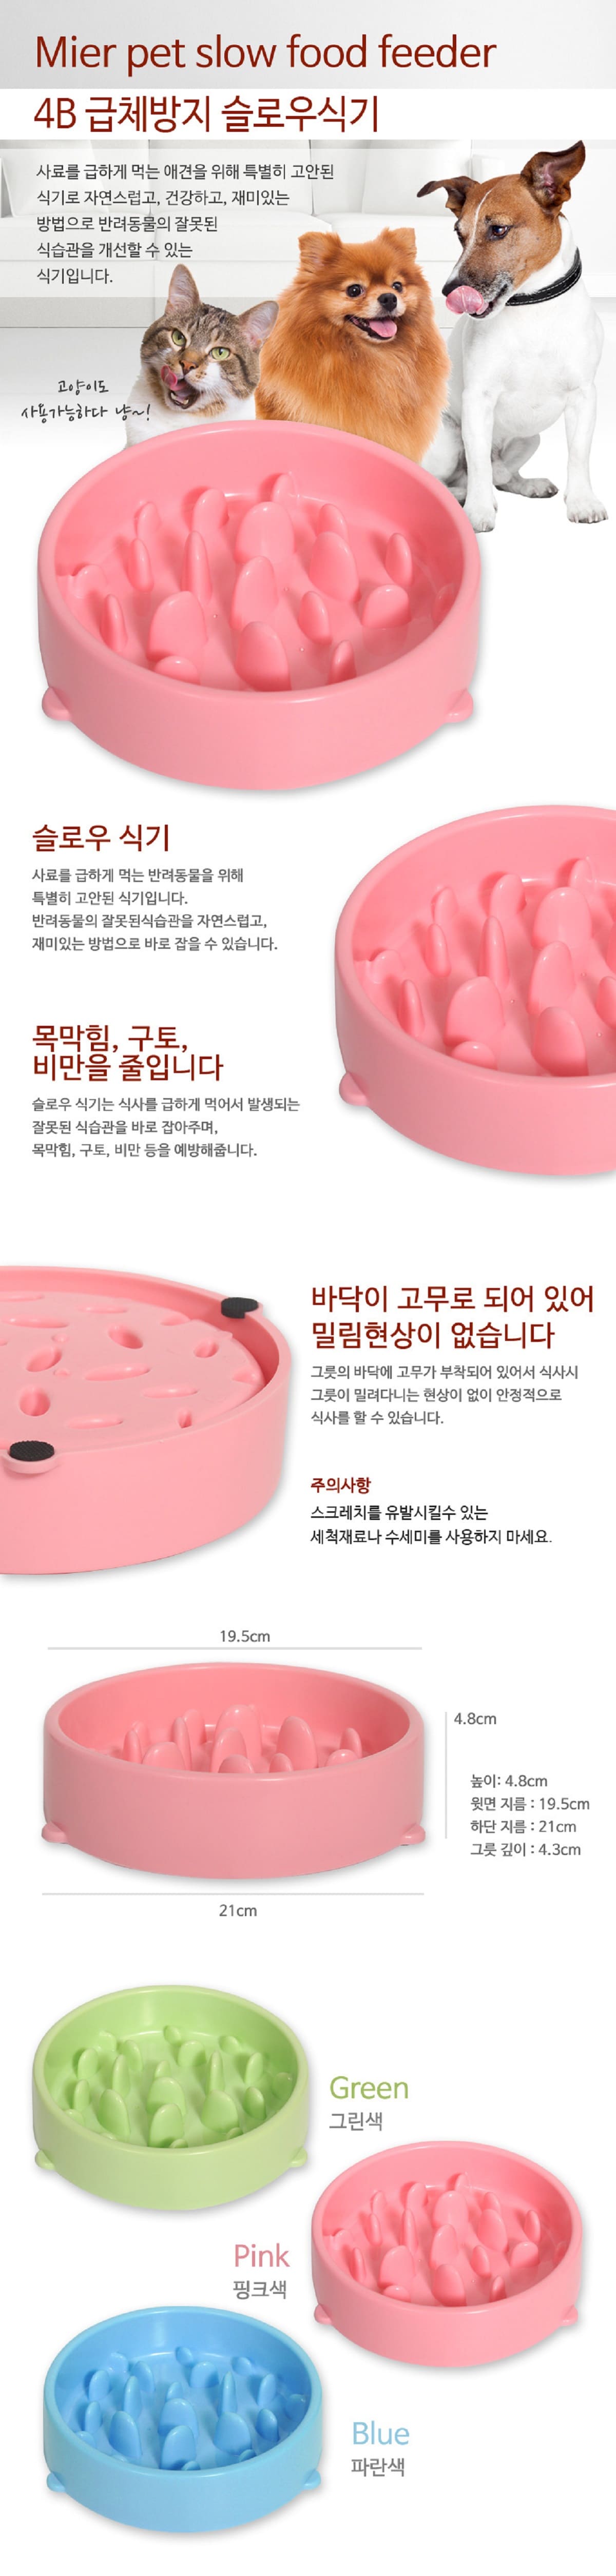 Mier pet slow food feeder
4B 급체방지 슬로우식기
사료를 급하게 먹는 애견을 위해 특별히 고안된
식기로 자연스럽고, 건강하고, 재미있는
방법으로 반려동물의 잘못된
식습관을 개선할 수 있는
식기입니다.
고양이도
사용가능하다 냥~!
슬로우 식기
사료를 급하게 먹는 반려동물을 위해
특별히 고안된 식기입니다.
반려동물의 잘못된식습관을 자연스럽고,
재미있는 방법으로 바로 잡을 수 있습니다.
목막힘, 구토,
비만을 줄입니다
슬로우 식기는 식사를 급하게 먹어서 발생되는
잘못된 식습관을 바로 잡아주며,
목막힘, 구토, 비만 등을 예방해줍니다.
바닥이 고무로 되어 있어
밀림현상이 없습니다
그릇의 바닥에 고무가 부착되어 있어서 식사시
그릇이 밀려다니는 현상이 없이 안정적으로
식사를 할 수 있습니다.
주의사항
스크레치를 유발시킬수 있는
세척재료나 수세미를 사용하지 마세요.
19.5cm
4.8cm
높이: 4.8cm
윗면 지름 : 19.5cm
하단 지름 : 21cm
그릇 깊이 : 4.3cm
21cm
Green
그린색
Pink
핑크색
Blue
파란색